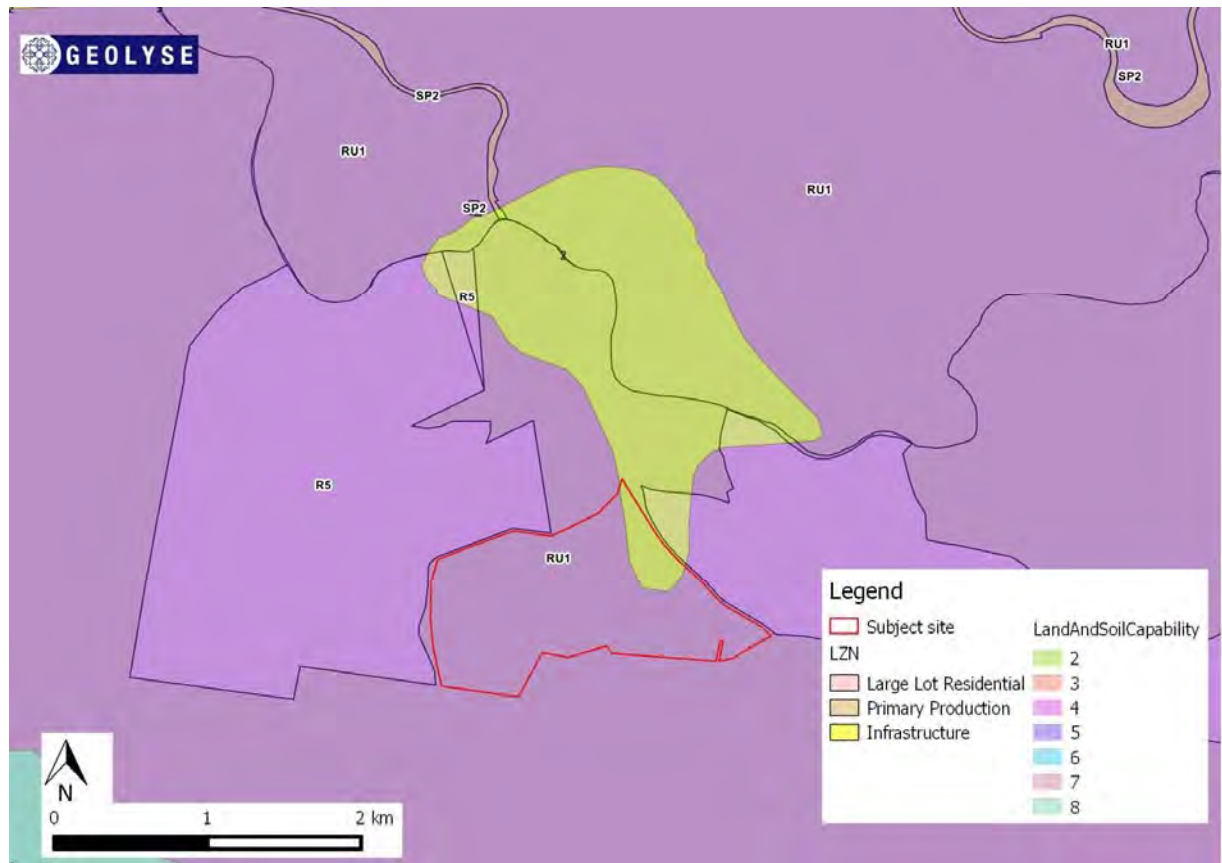 GEOLYSE
RU1
SP2
SP2
RU1
RU1
SP2
R5
2
R5
RU1
Legend
Subject site
LZN
Large Lot Residential
Primary Production
Infrastructure
LandAndSoilCapability
2
3
4
5
6
7
8
N
0 1 2 km